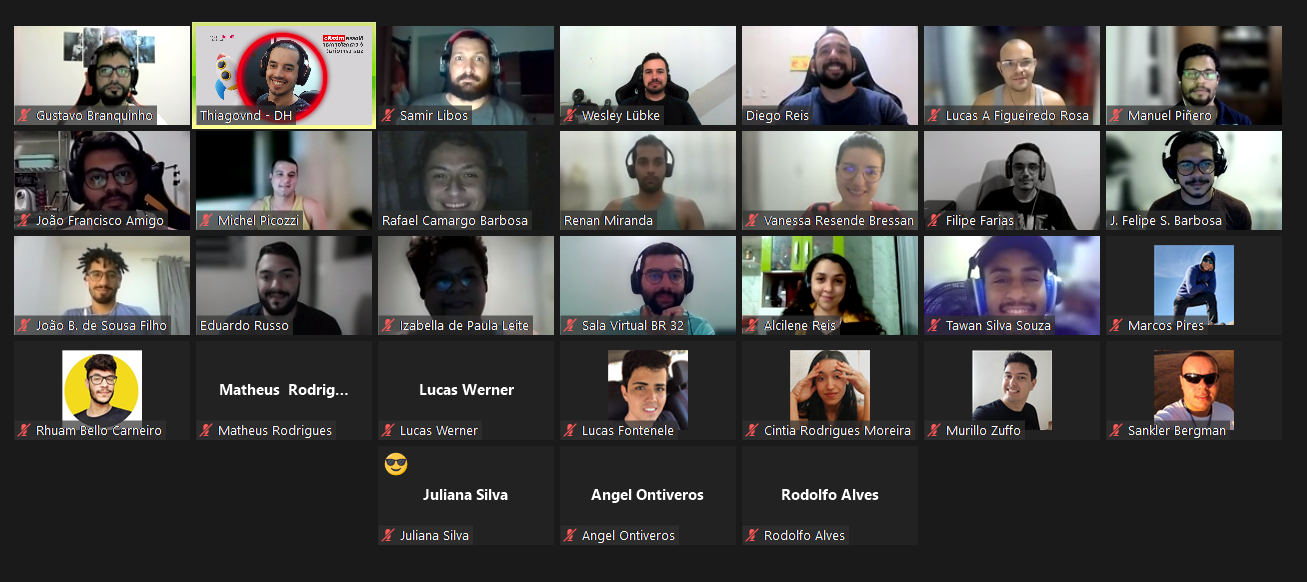 Gustavo Branquinho
Thiagovnd - DH
Samir Libos
Wesley Lübke
Diego Reis
Lucas A Figueiredo Rosa
Manuel Piñero
João Francisco Amigo
Michel Picozzi
Rafael Camargo Barbosa
Renan Miranda
Vanessa Resende Bressan
Filipe Farias
J. Felipe S. Barbosa
João B. de Sousa Filho
Eduardo Russo
Izabella de Paula Leite
Sala Virtual BR 32
Alcilene Reis
Tawan Silva Souza
Marcos Pires
Rhuam Bello Carneiro
Matheus Rodrig...
Matheus Rodrigues
Lucas Werner
Lucas Werner
Lucas Fontenele
Cintia Rodrigues Moreira
Murillo Zuffo
Sankler Bergman
Juliana Silva
Juliana Silva
Angel Ontiveros
Angel Ontiveros
Rodolfo Alves
Rodolfo Alves